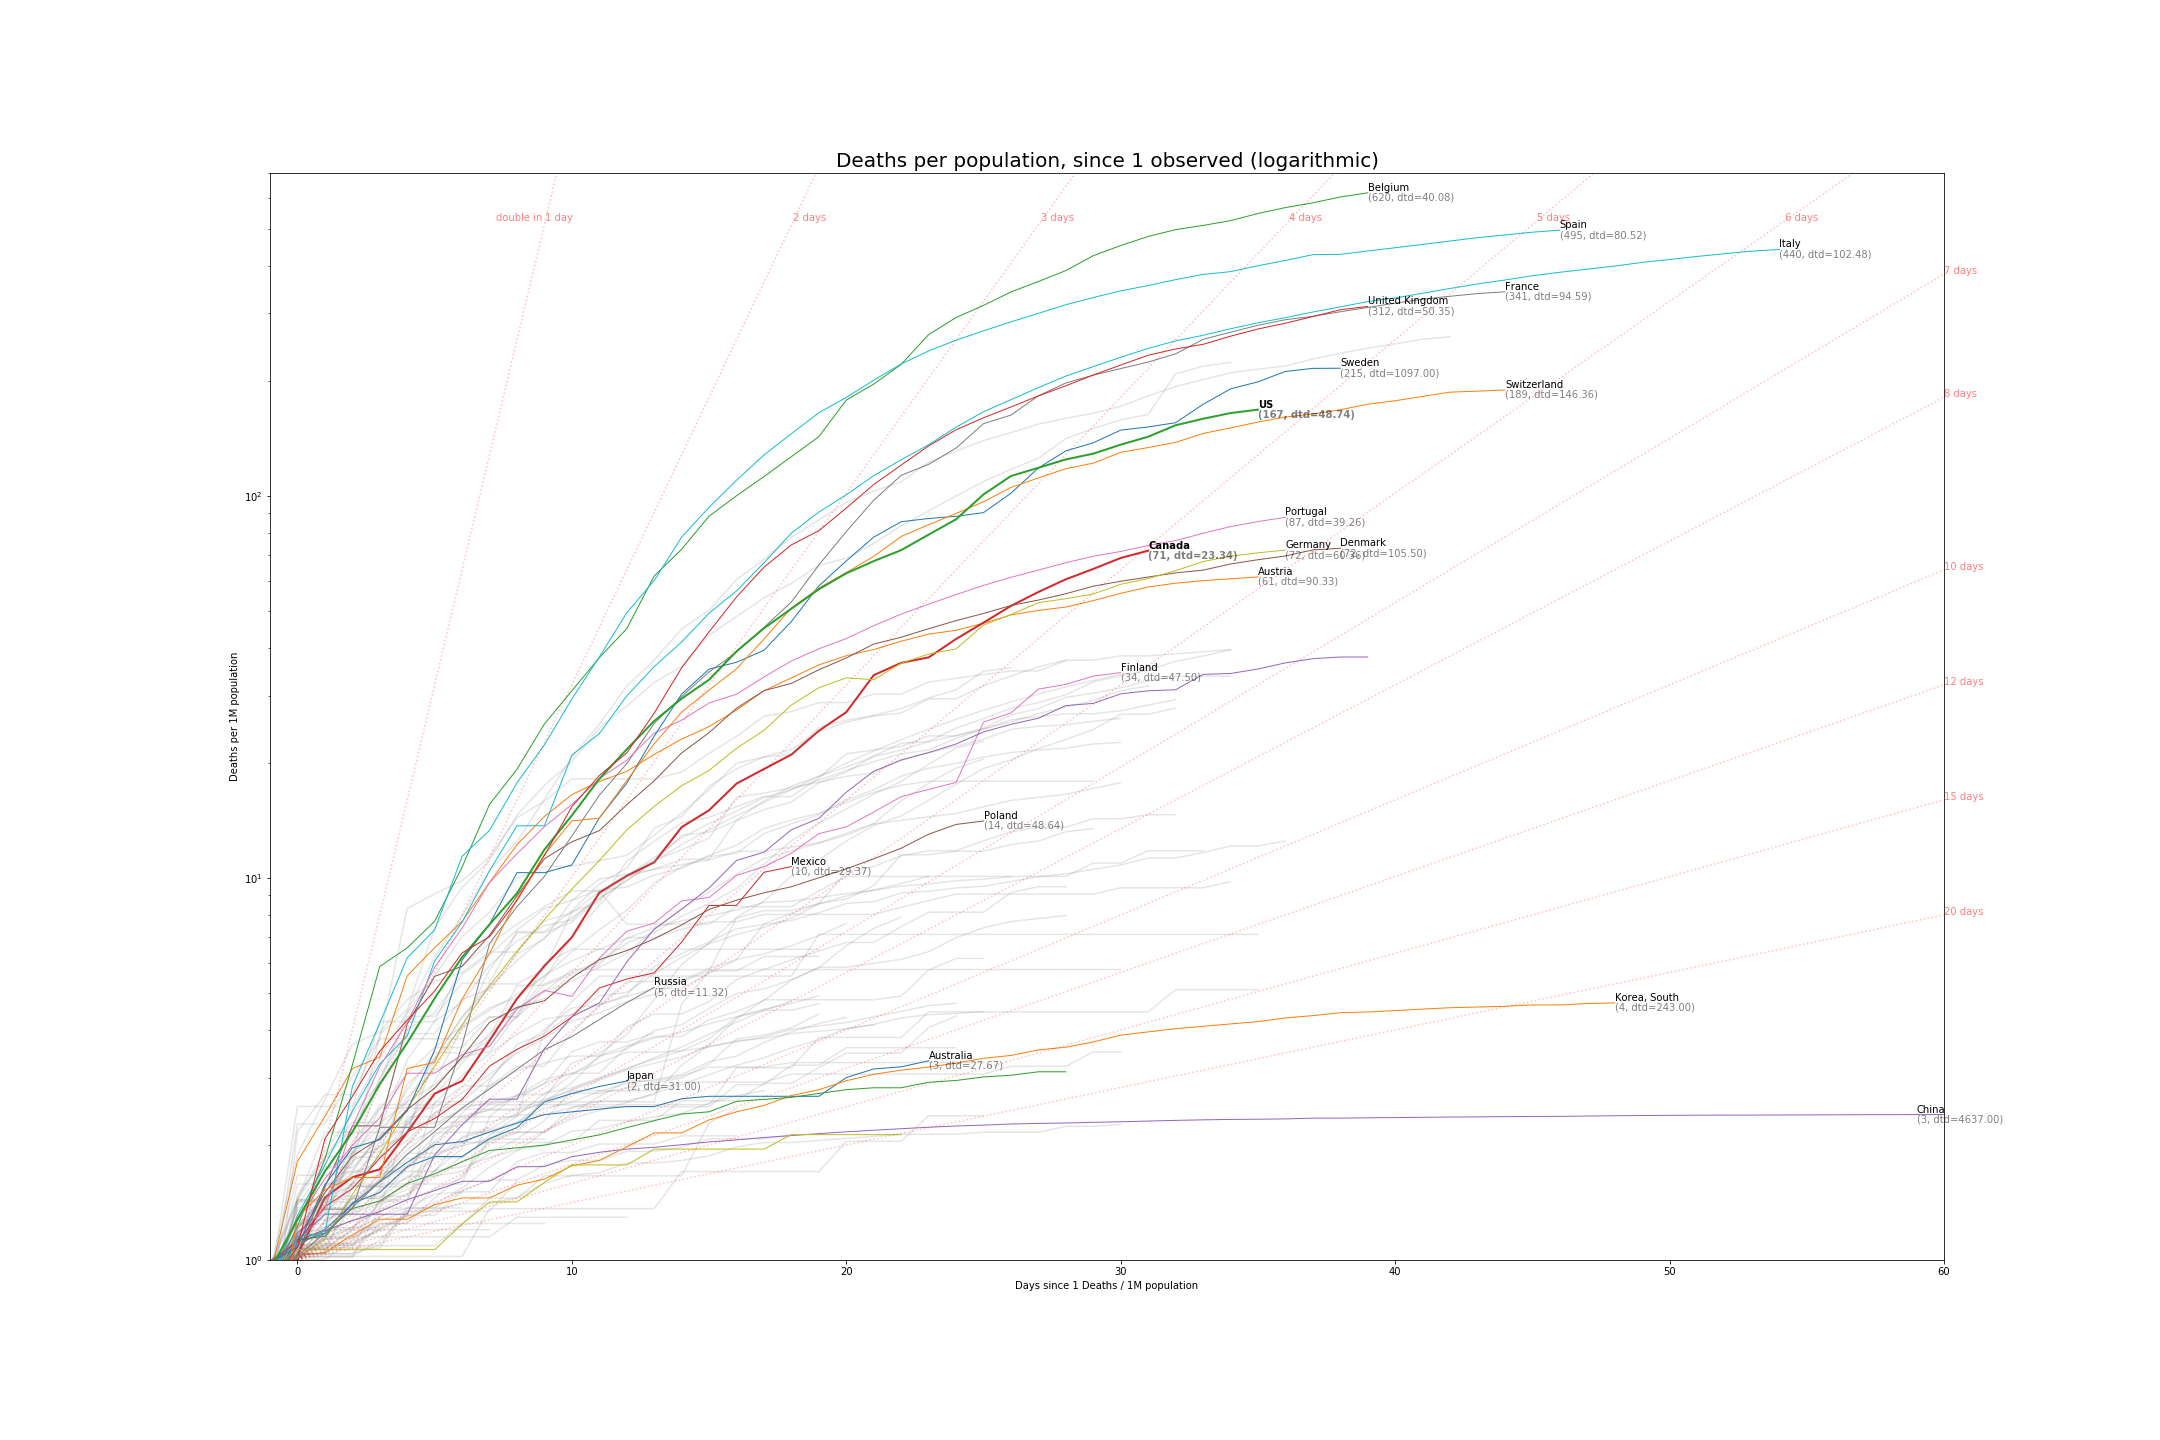 Deaths per population, since 1 observed (logarithmic)
Belgium
(620, dtd=40.08)
double in 1 day
2 days
3 days
4 days
5 days
6 days
Spain
(495, dtd=80.52)
Italy
(440, dtd=102.48)
7 days
France
(341, dtd=94.59)
United Kingdom
(312, dtd=50.35)
Sweden
(215, dtd=1097.00)
Switzerland
(189, dtd=146.36)
8 days
US
(167, dtd=48.74)
10²
Portugal
(87, dtd=39.26)
Canada
(71, dtd=23.34)
Germany
(72, dtd=60.36)
Denmark
(72, dtd=105.50)
10 days
Austria
(61, dtd=90.33)
Finland
(34, dtd=47.50)
12 days
Deaths per 1M population
15 days
Poland
(14, dtd=48.64)
Mexico
(10, dtd=29.37)
10¹
20 days
Russia
(5, dtd=11.32)
Korea, South
(4, dtd=243.00)
Australia
(3, dtd=27.67)
Japan
(2, dtd=31.00)
China
(3, dtd=4637.00)
10⁰
0 10 20 30 40 50 60
Days since 1 Deaths / 1M population